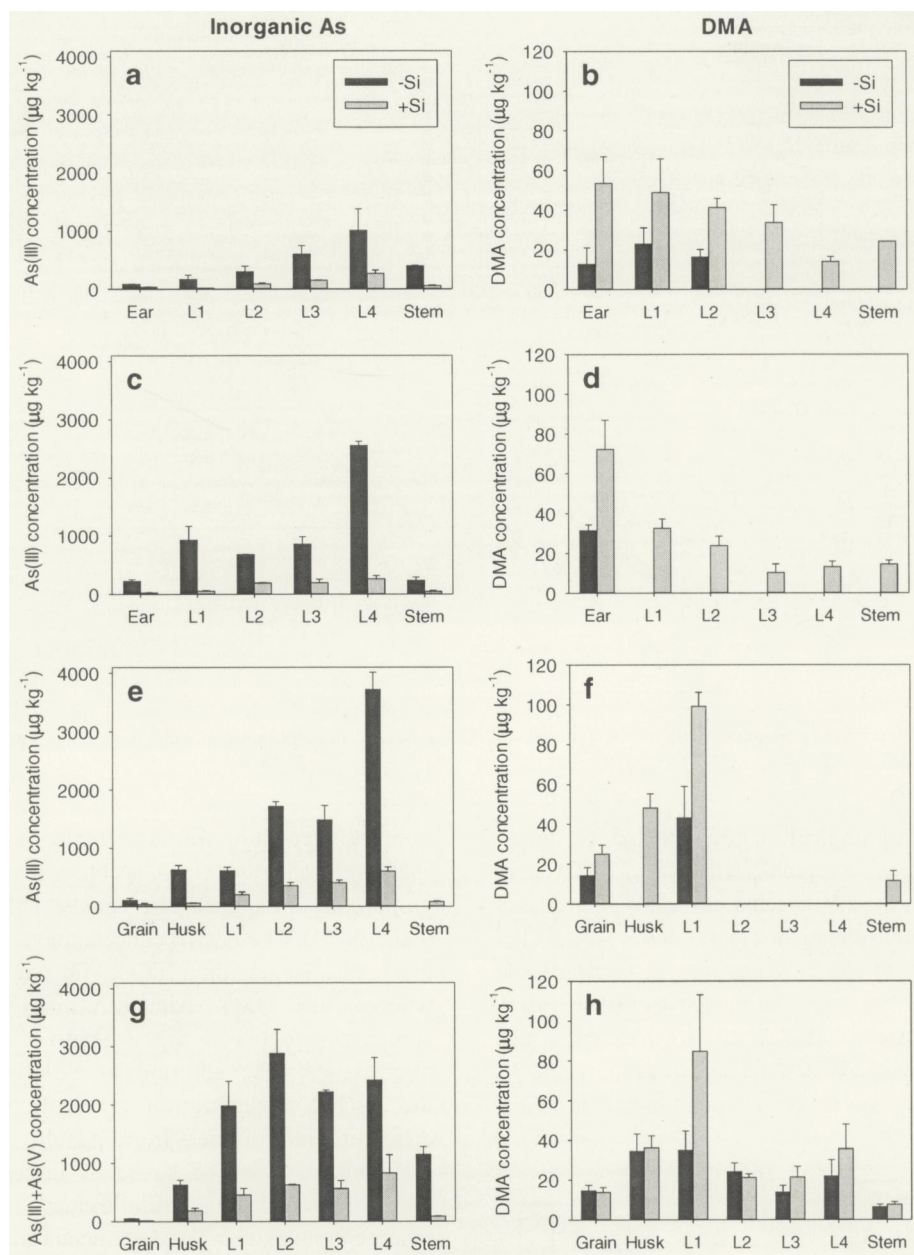 Inorganic As
DMA
a
-Si
+Si
As(III) concentration (µg kg-1)
4000
3000
2000
1000
0
Ear L1 L2 L3 L4 Stem
b
-Si
+Si
DMA concentration (µg kg-1)
120
100
80
60
40
20
0
Ear L1 L2 L3 L4 Stem
c
As(III) concentration (µg kg-1)
4000
3000
2000
1000
0
Ear L1 L2 L3 L4 Stem
d
DMA concentration (µg kg-1)
120
100
80
60
40
20
0
Ear L1 L2 L3 L4 Stem
e
As(III) concentration (µg kg-1)
4000
3000
2000
1000
0
Grain Husk L1 L2 L3 L4 Stem
f
DMA concentration (µg kg-1)
120
100
80
60
40
20
0
Grain Husk L1 L2 L3 L4 Stem
g
As(III)+As(V) concentration (µg kg-1)
4000
3000
2000
1000
0
Grain Husk L1 L2 L3 L4 Stem
h
DMA concentration (µg kg-1)
120
100
80
60
40
20
0
Grain Husk L1 L2 L3 L4 Stem